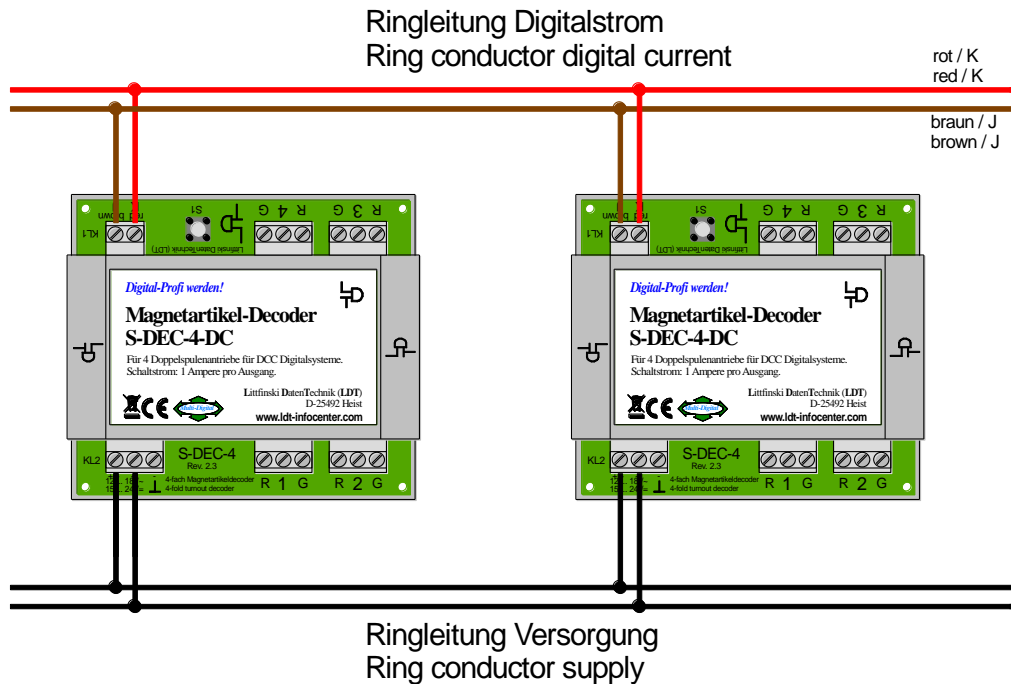 Ringleitung Digitalstrom
Ring conductor digital current
rot / K
red / K
braun / J
brown / J
red brown
KL1
S1
G 4 R
G 3 R
Littfinski DatenTechnik (LDT)
Digital-Profi werden!
Magnetartikel-Decoder
S-DEC-4-DC
Für 4 Doppelspulenantriebe für DCC Digitalsysteme.
Schaltstrom: 1 Ampere pro Ausgang.
Littfinski DatenTechnik (LDT)
D-25492 Heist
www.ldt-infocenter.com
CE
Multi-Digital
KL2
S-DEC-4
Rev. 2.3
4-fach Magnetartikeldecoder
4-fold turnout decoder
R 1 G
R 2 G
red brown
KL1
S1
G 4 R
G 3 R
Littfinski DatenTechnik (LDT)
Digital-Profi werden!
Magnetartikel-Decoder
S-DEC-4-DC
Für 4 Doppelspulenantriebe für DCC Digitalsysteme.
Schaltstrom: 1 Ampere pro Ausgang.
Littfinski DatenTechnik (LDT)
D-25492 Heist
www.ldt-infocenter.com
CE
Multi-Digital
KL2
S-DEC-4
Rev. 2.3
4-fach Magnetartikeldecoder
4-fold turnout decoder
R 1 G
R 2 G
Ringleitung Versorgung
Ring conductor supply